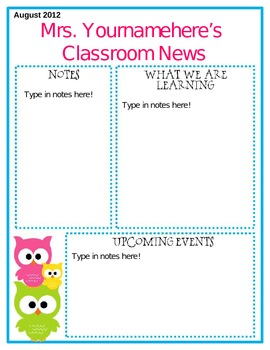 August 2012
Mrs. Yournamehere's
Classroom News
NOTES
Type in notes here!
WHAT WE ARE
LEARNING
Type in notes here!
UPCOMING EVENTS
Type in notes here!